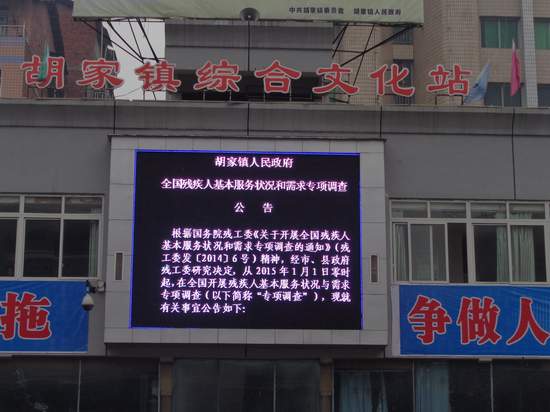 中共胡家镇委员会 胡家镇人民政府
胡家镇综合文化站
胡家镇人民政府
全国残疾人基本服务状况和需求专项调查
公 告
根据国务院残工委《关于开展全国残疾人
基本服务状况和需求专项调查的通知》(残
工委发〔2014〕6号)精神，经市、县政府
残工委研究决定，从2015年1月1日零时
起，在全国开展残疾人基本服务状况与需求
专项调查(以下简称“专项调查”)，现就
有关事宜公告如下:
拖
争做人